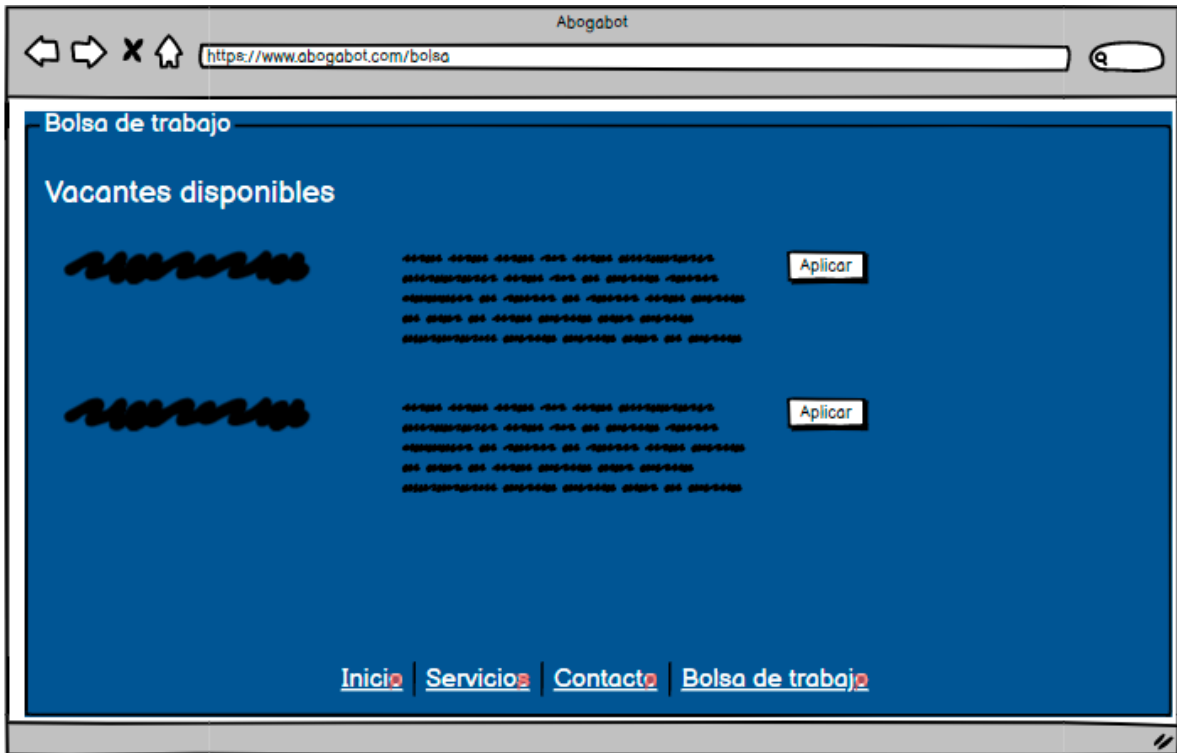 Abogabot
https://www.abogabot.com/bolsa
Bolsa de trabajo
Vacantes disponibles
Aplicar
Aplicar
Inicio Servicios Contacto Bolsa de trabajo